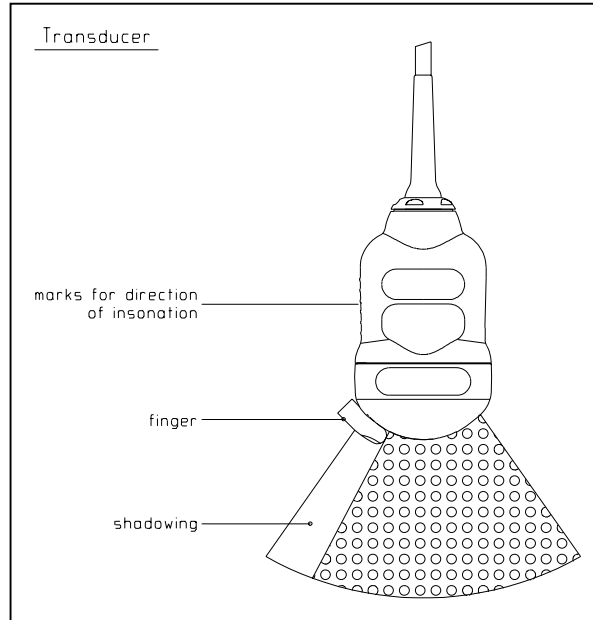 Transducer
marks for direction
of insonation
finger
shadowing